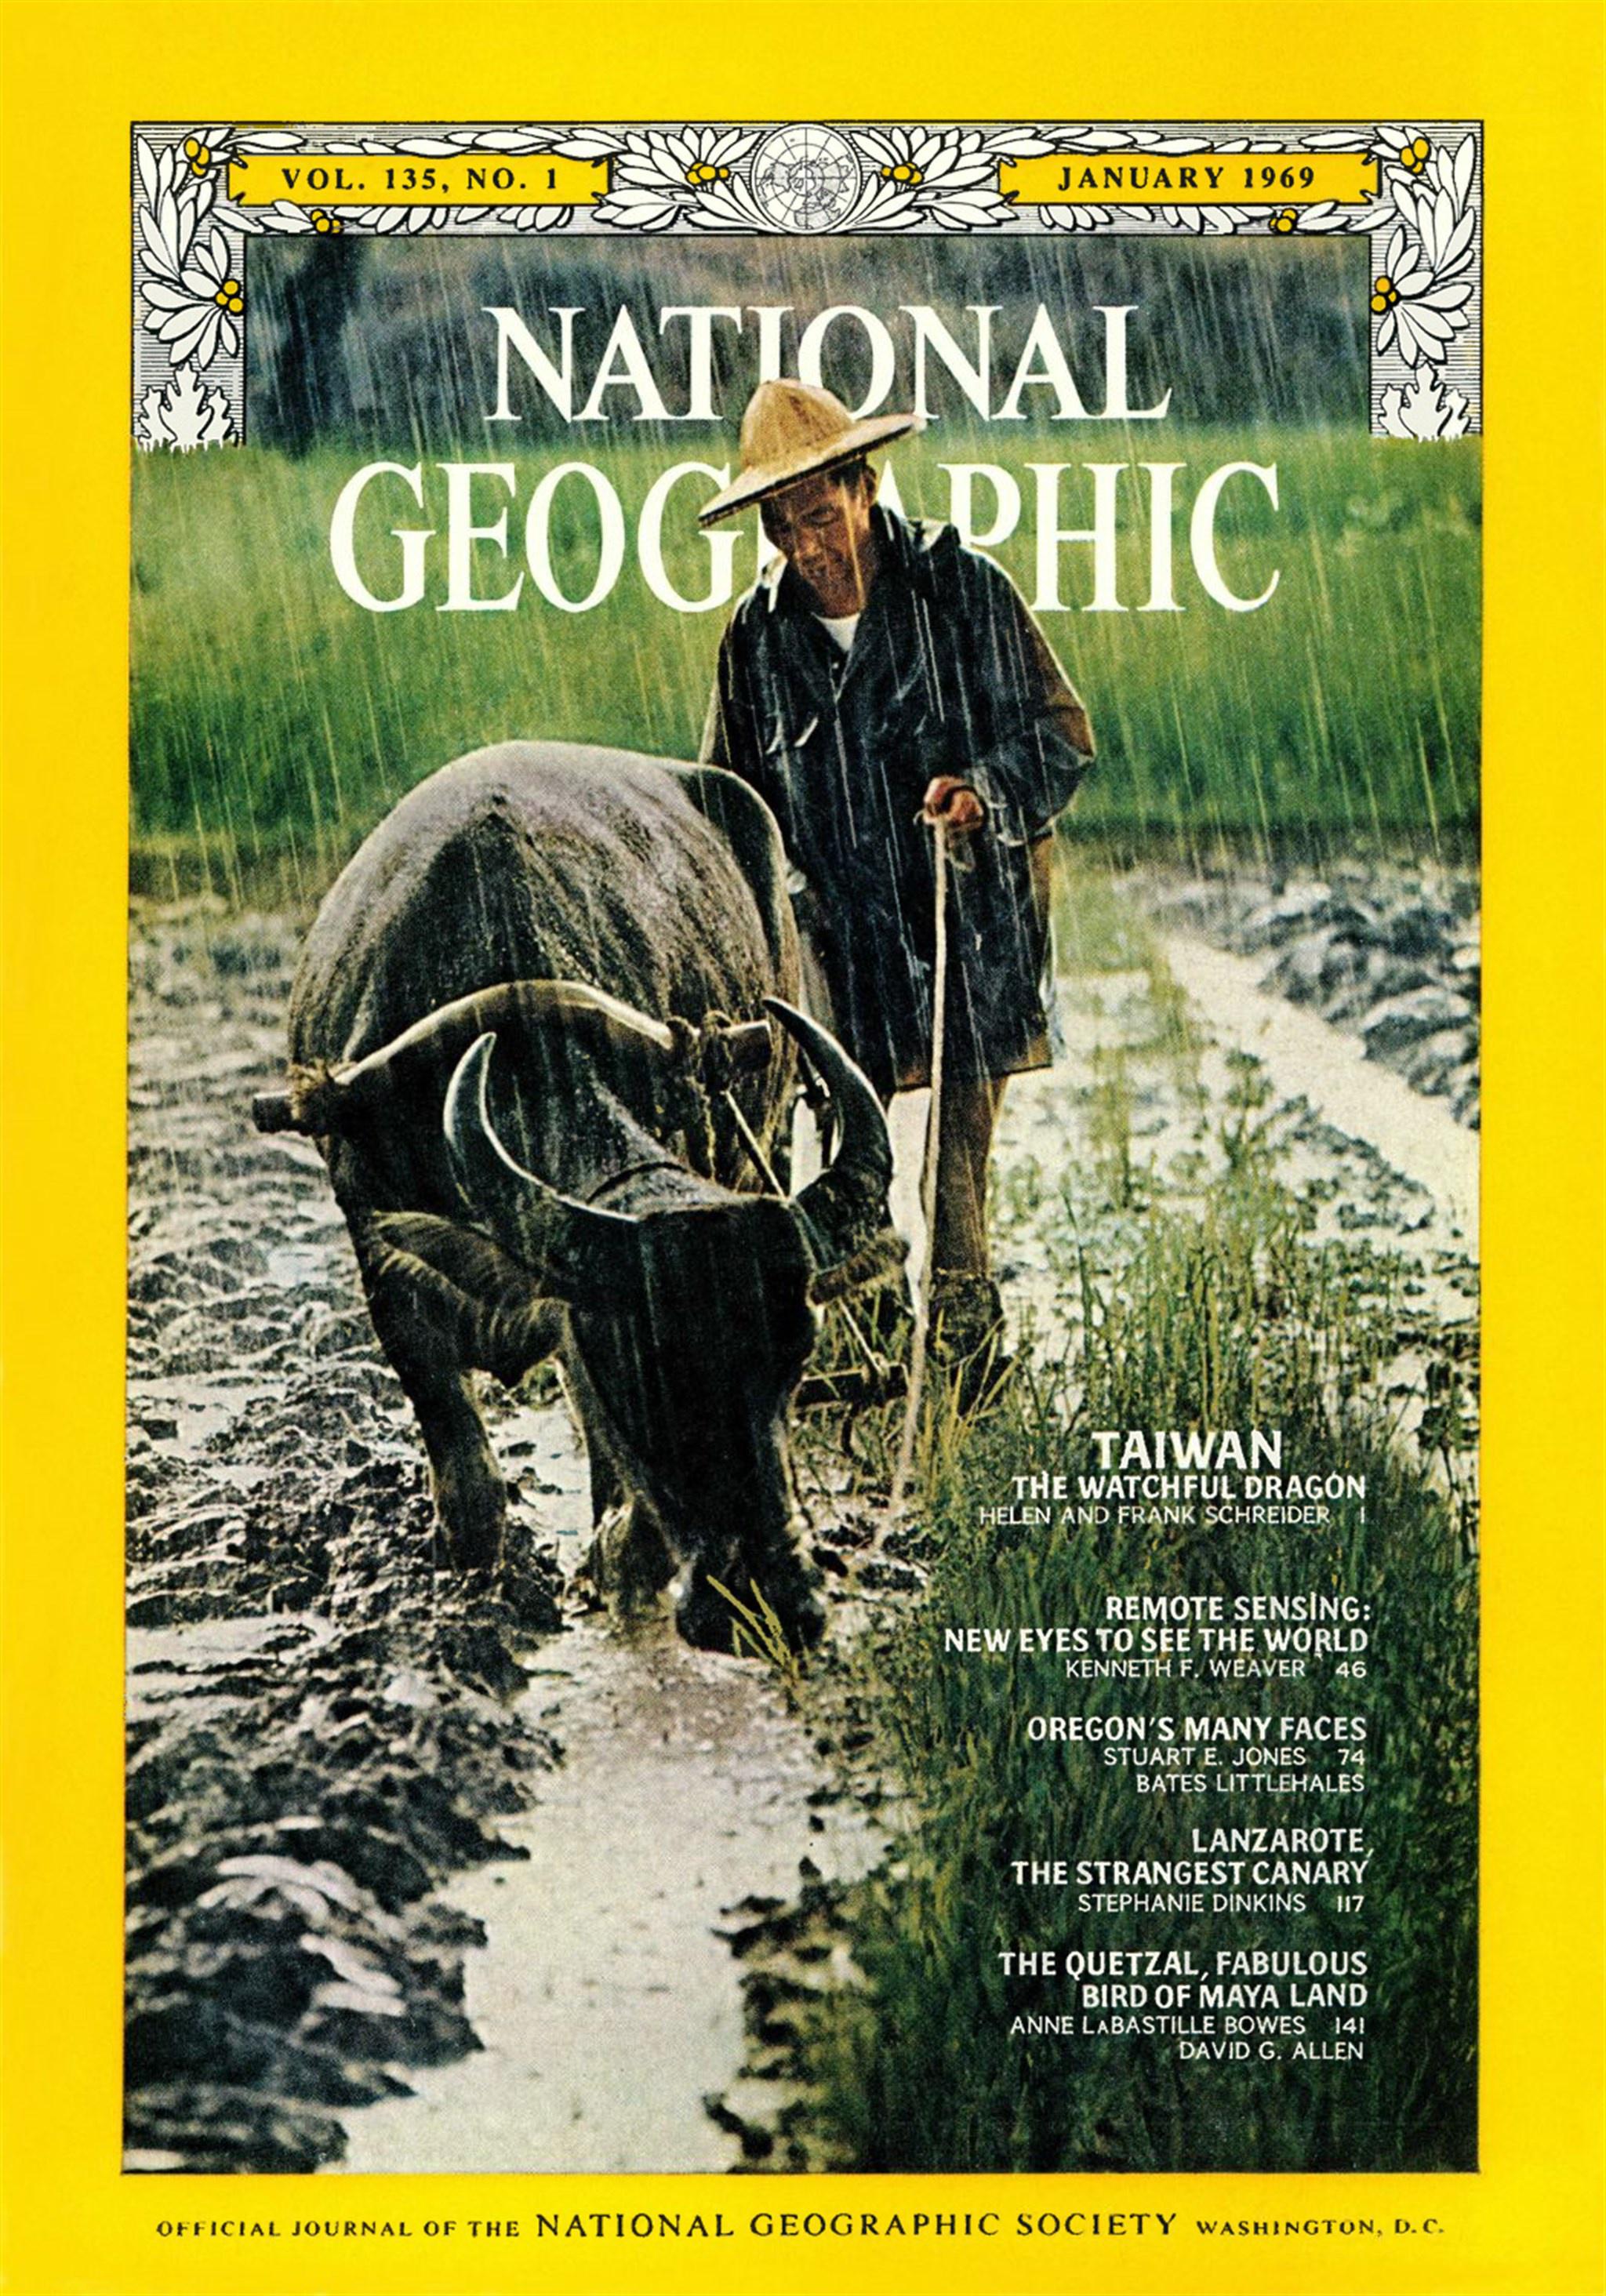 VOL. 135, NO. 1
JANUARY 1969
NATIONAL
GEOGRAPHIC
TAIWAN
THE WATCHFUL DRAGON
HELEN AND FRANK SCHREIDER 1
REMOTE SENSING:
NEW EYES TO SEE THE WORLD
KENNETH F. WEAVER 46
OREGON'S MANY FACES
STUART E. JONES 74
BATES LITTLEHALES
LANZAROTE,
THE STRANGEST CANARY
STEPHANIE DINKINS 117
THE QUETZAL, FABULOUS
BIRD OF MAYA LAND
ANNE LABASTILLE BOWES 141
DAVID G. ALLEN
OFFICIAL JOURNAL OF THE NATIONAL GEOGRAPHIC SOCIETY WASHINGTON, D.C.